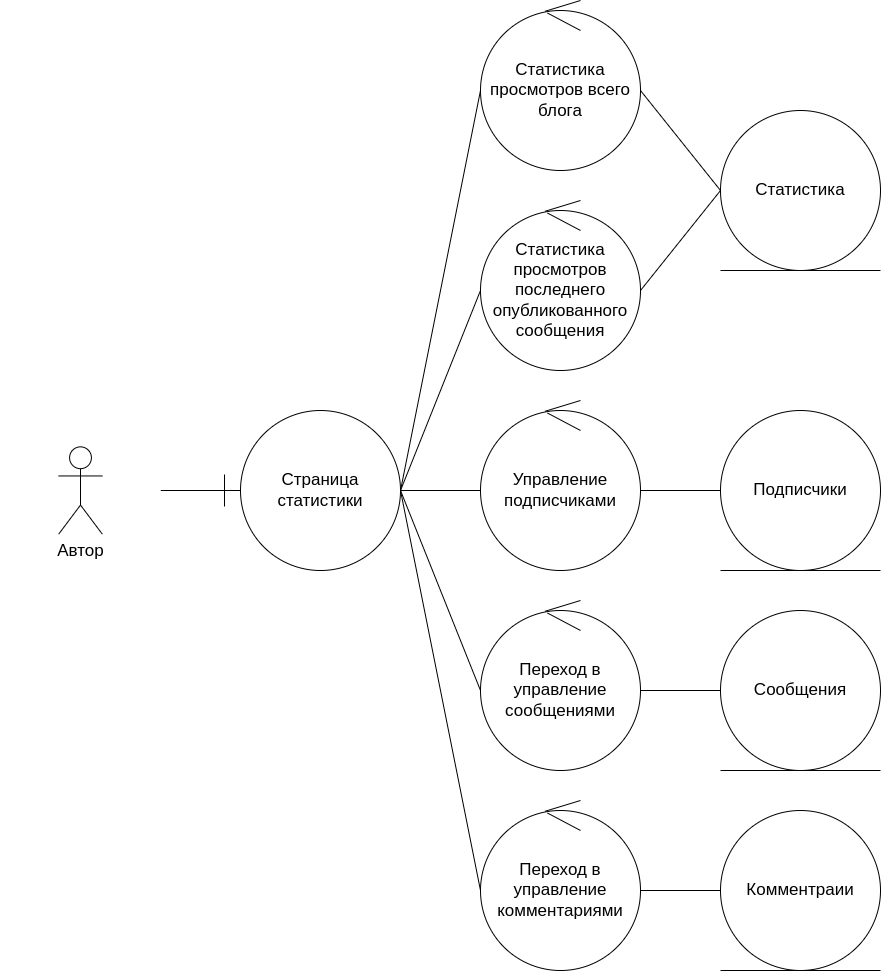 Статистика
просмотров всего
блога
Статистика
Статистика
просмотров
последнего
опубликованного
сообщения
Автор
Страница
статистики
Управление
подписчиками
Подписчики
Переход в
управление
сообщениями
Сообщения
Переход в
управление
комментариями
Комментраии